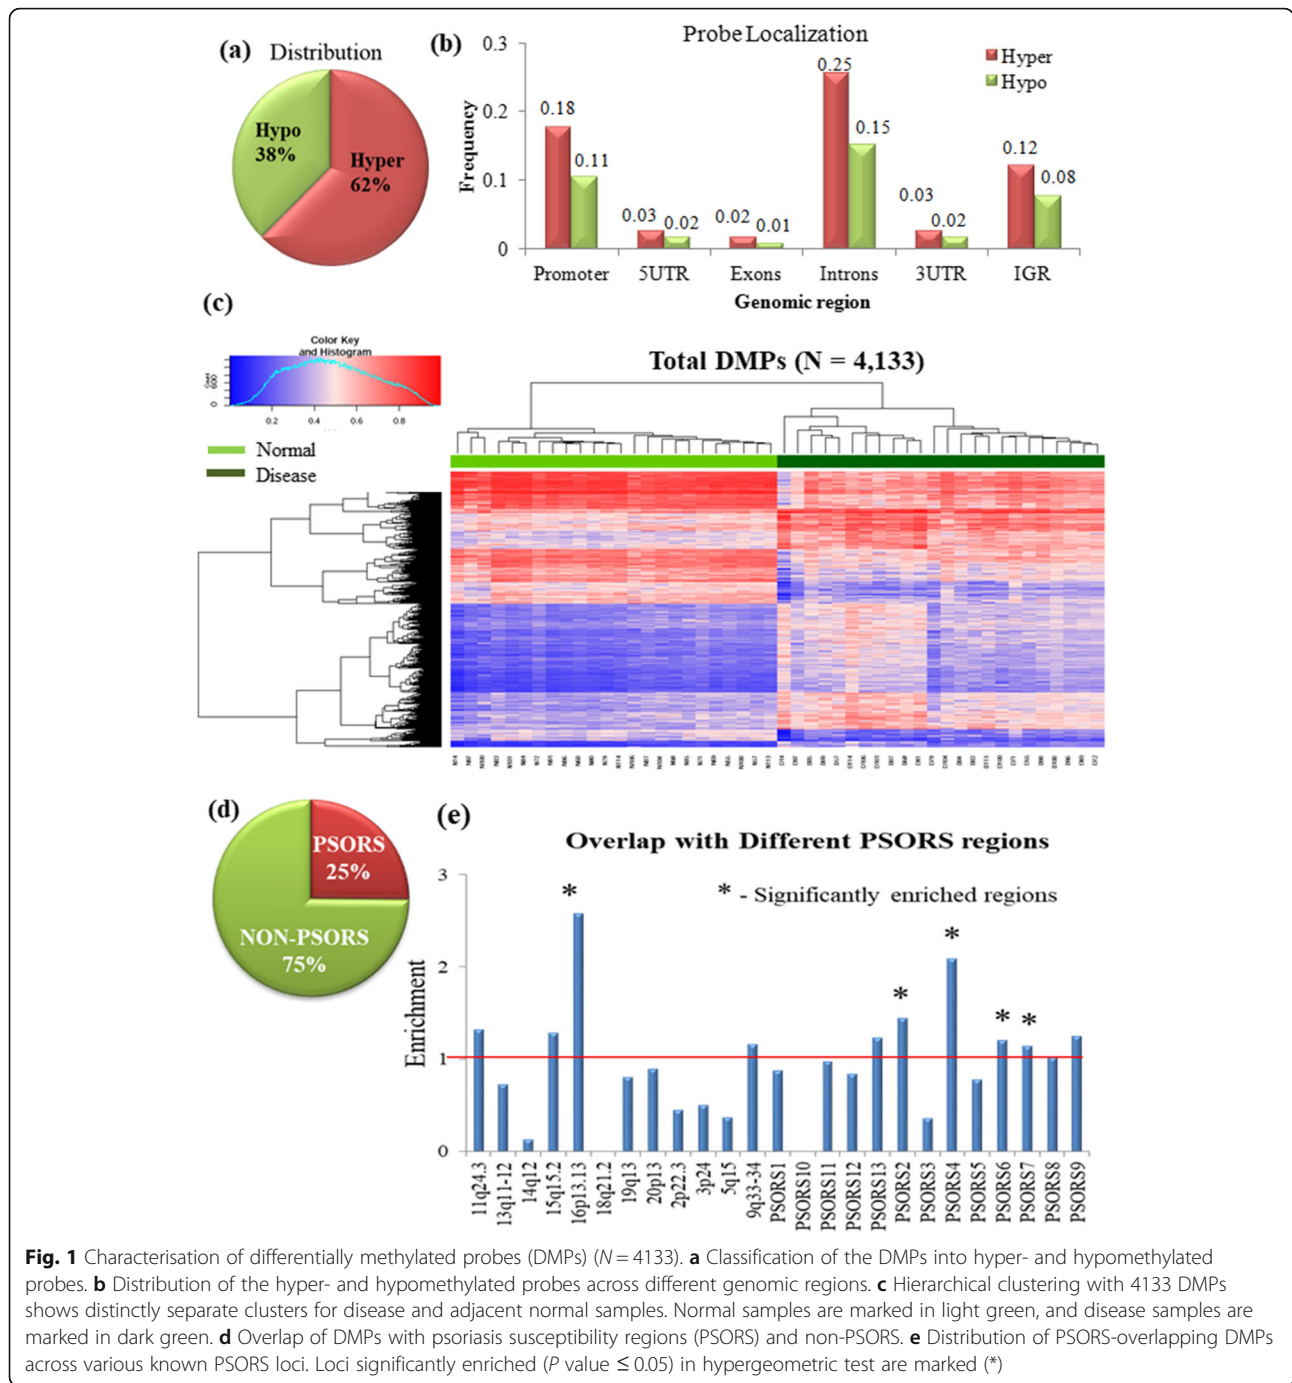 (a)
Distribution
Hypo
38%
Hyper
62%
(b)
Probe Localization
Hyper
Hypo
Frequency
0.3
0.2
0.1
0
0.18
0.11
0.03
0.02
0.02
0.01
0.25
0.15
0.03
0.02
0.12
0.08
Promoter 5UTR Exons Introns 3UTR IGR
Genomic region
(c)
Color Key
and Histogram
Count
0 600
0.2 0.4 0.6 0.8
Normal
Disease
Total DMPs (N = 4,133)
(d)
PSORS
25%
NON-PSORS
75%
(e)
Overlap with Different PSORS regions
* - Significantly enriched regions
Enrichment
3
2
1
0
*
*
*
*
*
11q24.3
13q11-12
14q12
15q15.2
16p13.13
18q21.2
19q13
20p13
2p22.3
3p24
5q15
9q33-34
PSORS1
PSORS10
PSORS11
PSORS12
PSORS13
PSORS2
PSORS3
PSORS4
PSORS5
PSORS6
PSORS7
PSORS8
PSORS9
Fig. 1 Characterisation of differentially methylated probes (DMPs) (N = 4133). a Classification of the DMPs into hyper- and hypomethylated
probes. b Distribution of the hyper- and hypomethylated probes across different genomic regions. c Hierarchical clustering with 4133 DMPs
shows distinctly separate clusters for disease and adjacent normal samples. Normal samples are marked in light green, and disease samples are
marked in dark green. d Overlap of DMPs with psoriasis susceptibility regions (PSORS) and non-PSORS. e Distribution of PSORS-overlapping DMPs
across various known PSORS loci. Loci significantly enriched (P value ≤ 0.05) in hypergeometric test are marked (*)